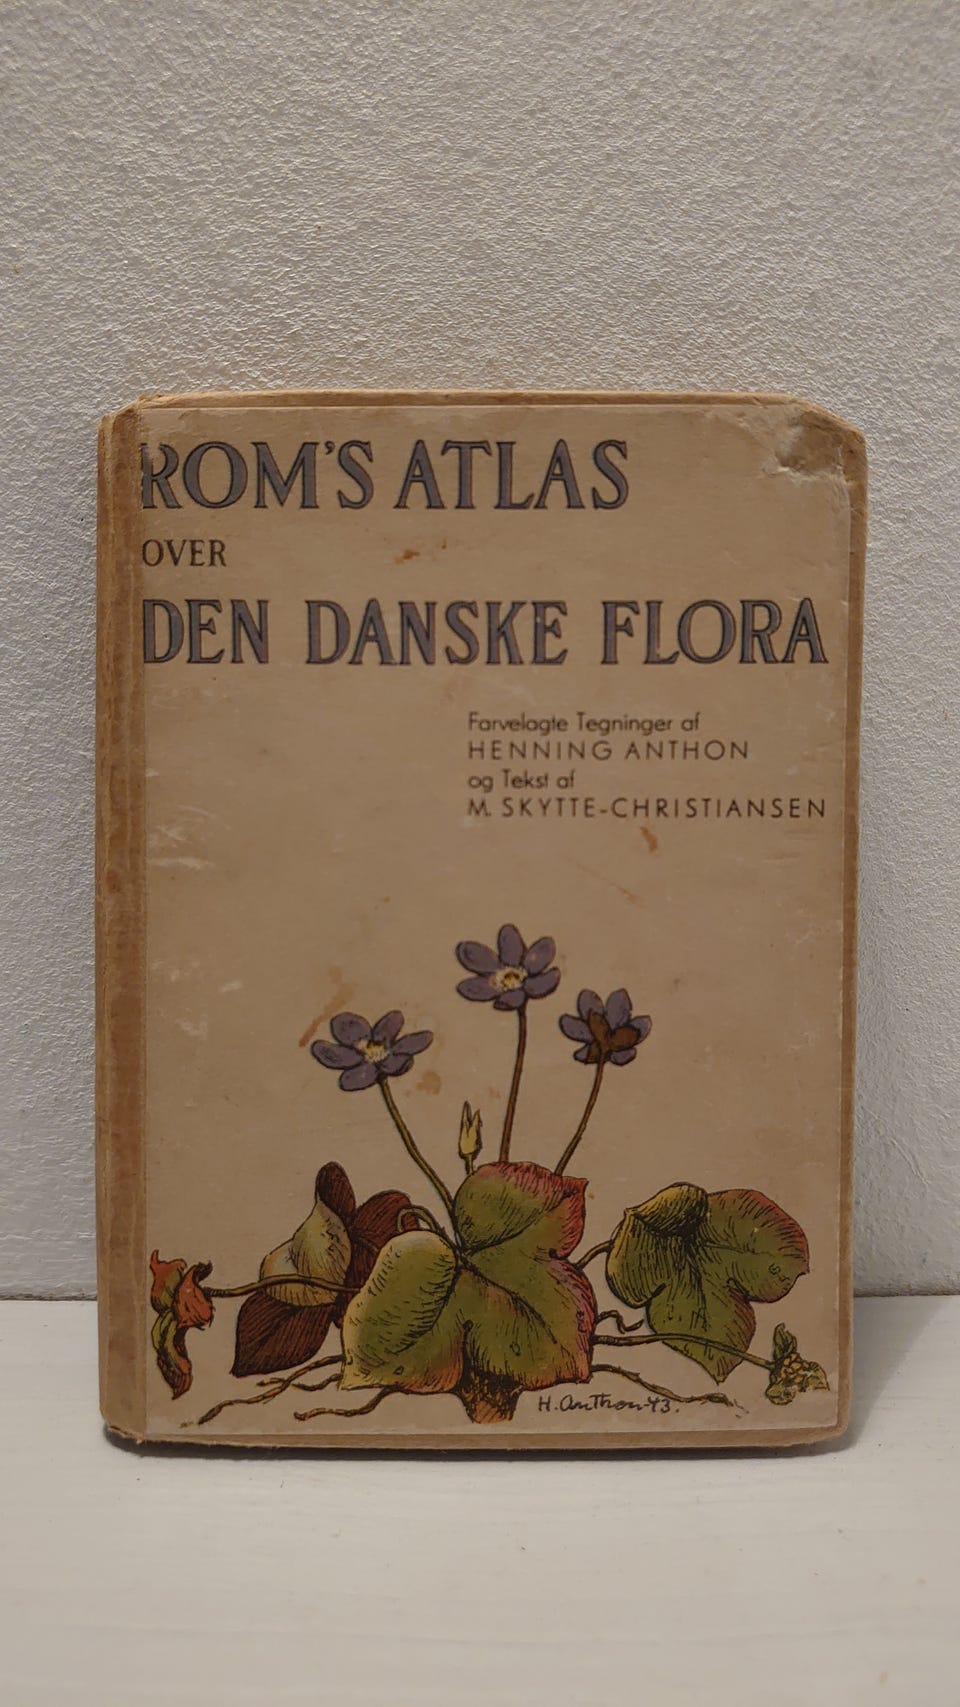 ROM'S ATLAS
OVER
DEN DANSKE FLORA
Farvelagte Tegninger af
HENNING ANTHON
og Tekst af
M. SKYTTE-CHRISTIANSEN
H. Anthon 43.